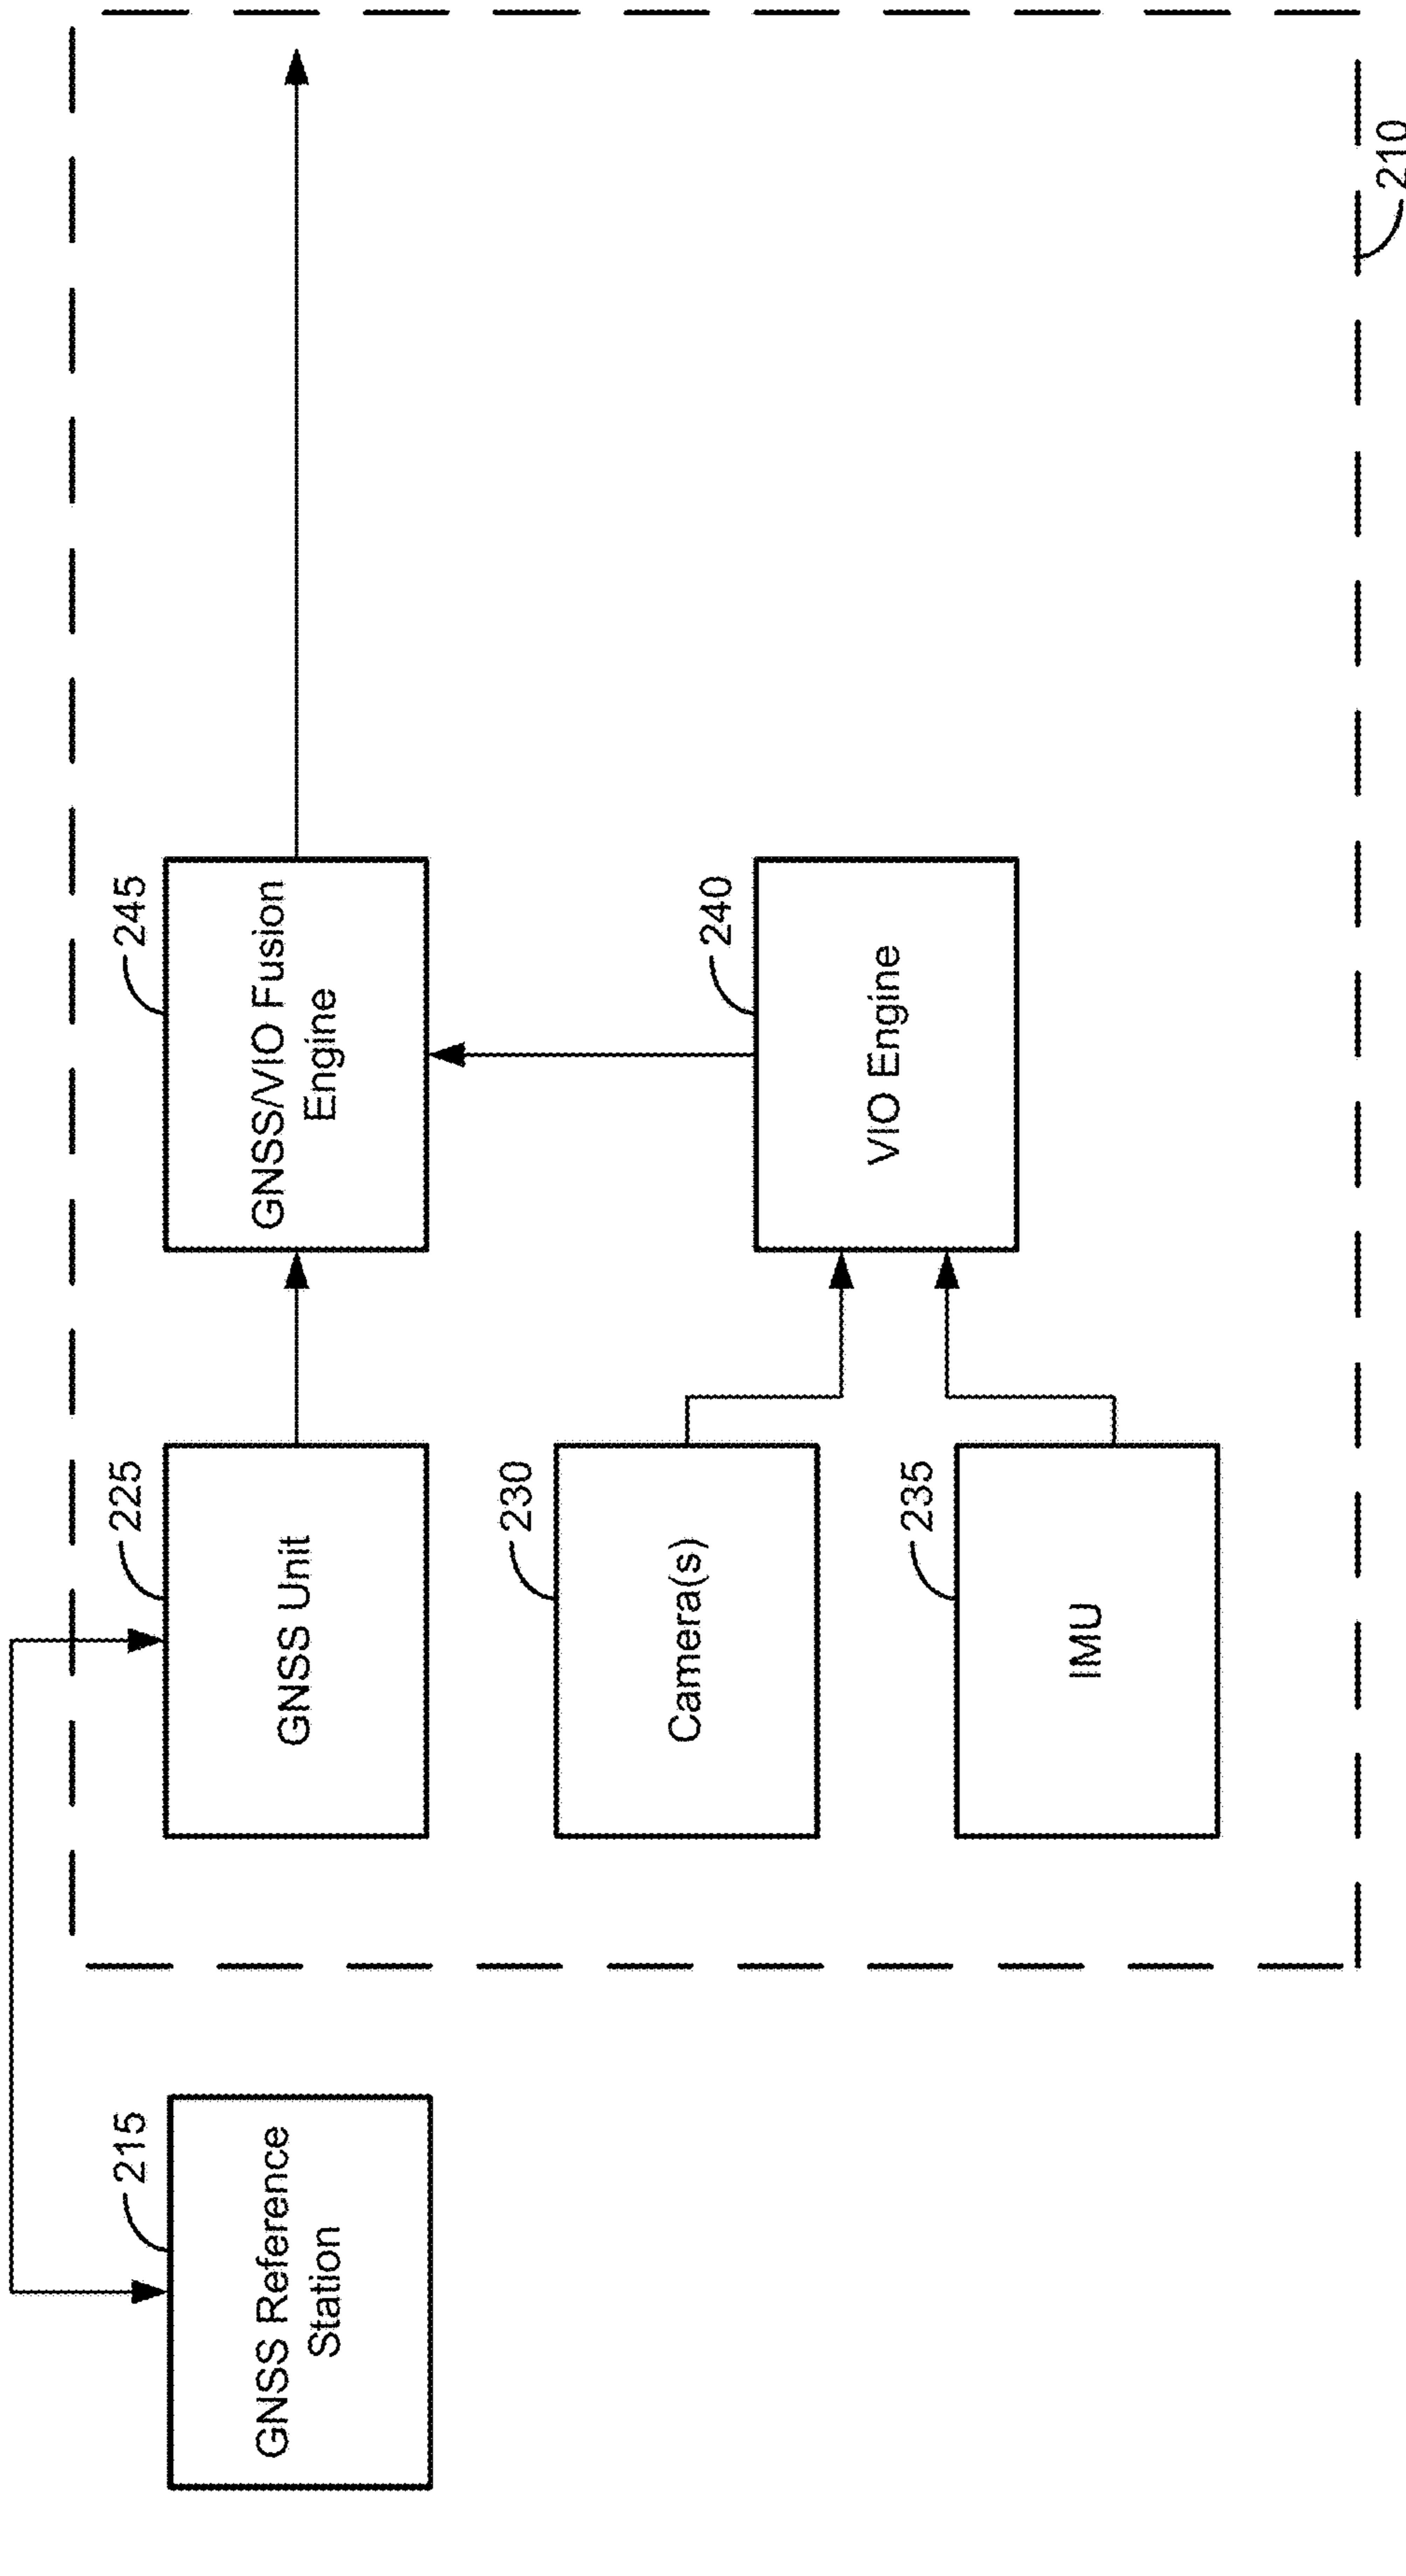 215
GNSS Reference
Station
225
GNSS Unit
245
GNSS/VIO Fusion
Engine
230
Camera(s)
240
VIO Engine
235
IMU
210